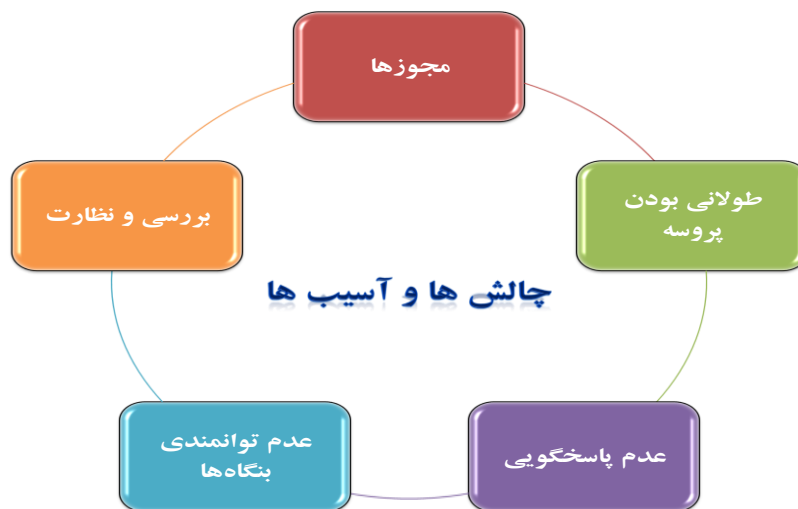 مجوزها
طولانی بودن
پروسه
بررسی و نظارت
چالش ها و آسیب ها
عدم پاسخگویی
عدم توانمندی
بنگاه‌ها